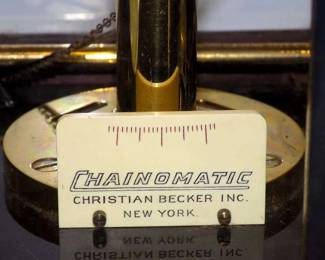 CHAINOMATIC
CHRISTIAN BECKER INC.
NEW YORK.